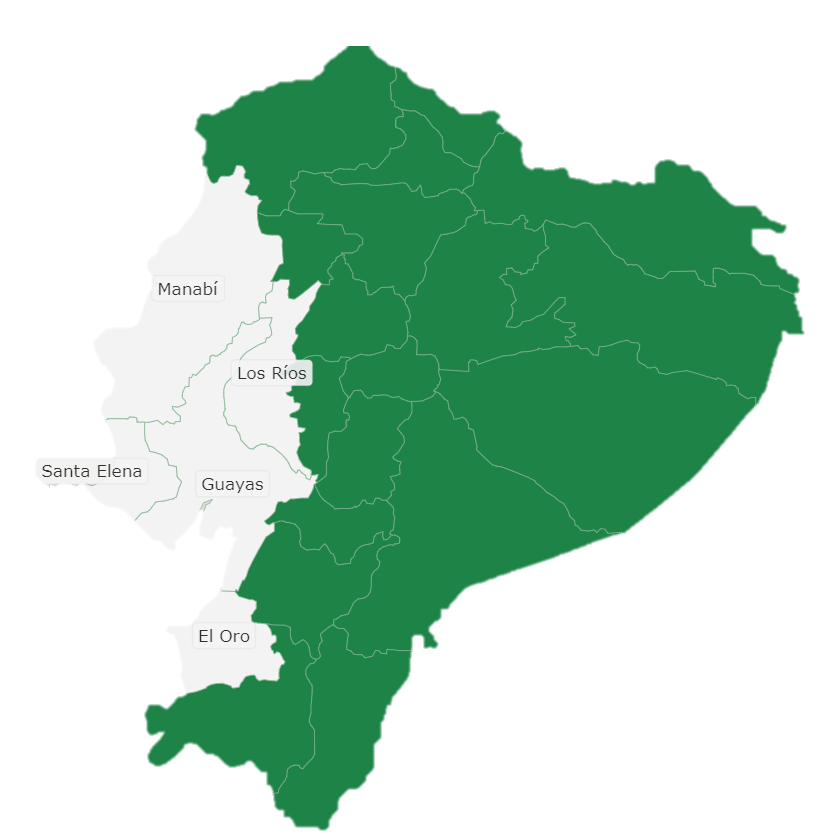 Manabí
Los Ríos
Santa Elena
Guayas
El Oro